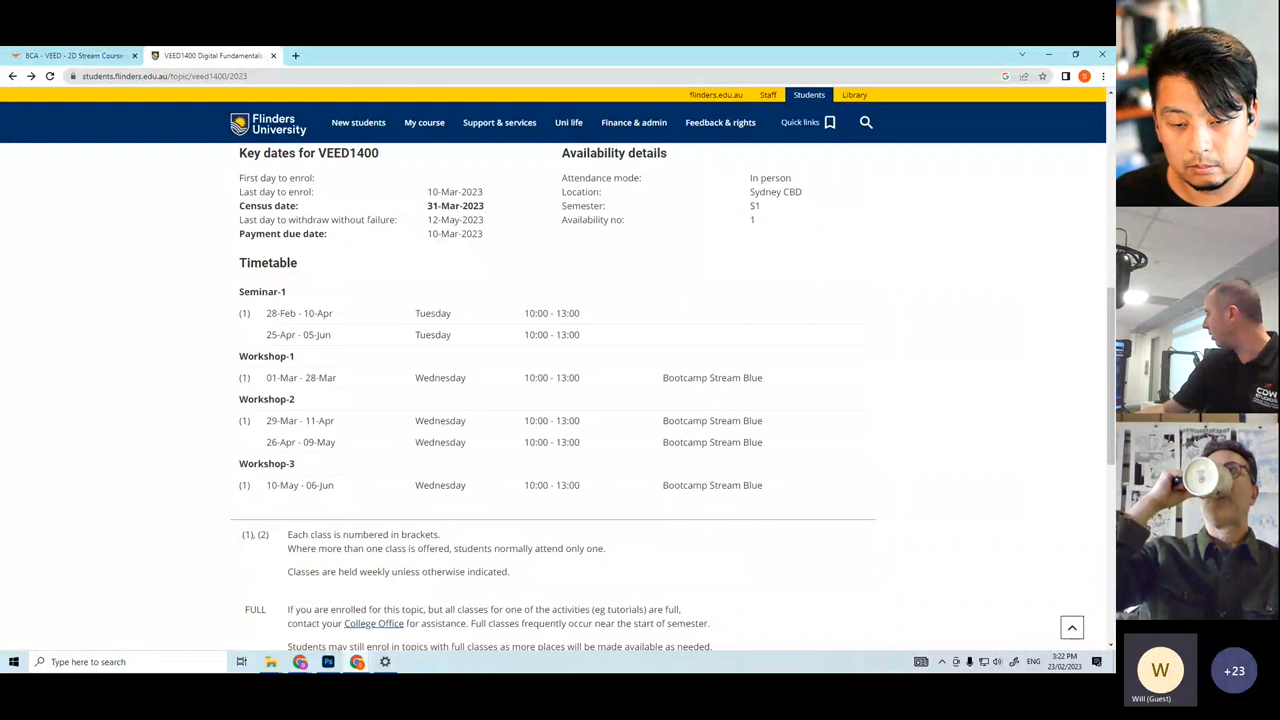 BCA - VEED - 2D Stream Course
VEED1400 Digital Fundamentals
students.flinders.edu.au/topic/veed1400/2023
S
flinders.edu.au Staff Students Library
Flinders University
New students My course Support & services Uni life Finance & admin Feedback & rights Quick links
Key dates for VEED1400
First day to enrol:
Last day to enrol: 10-Mar-2023
Census date: 31-Mar-2023
Last day to withdraw without failure: 12-May-2023
Payment due date: 10-Mar-2023
Availability details
Attendance mode: In person
Location: Sydney CBD
Semester: S1
Availability no: 1
Timetable
Seminar-1
(1) 28-Feb - 10-Apr Tuesday 10:00 - 13:00
25-Apr - 05-Jun Tuesday 10:00 - 13:00
Workshop-1
(1) 01-Mar - 28-Mar Wednesday 10:00 - 13:00 Bootcamp Stream Blue
Workshop-2
(1) 29-Mar - 11-Apr Wednesday 10:00 - 13:00 Bootcamp Stream Blue
26-Apr - 09-May Wednesday 10:00 - 13:00 Bootcamp Stream Blue
Workshop-3
(1) 10-May - 06-Jun Wednesday 10:00 - 13:00 Bootcamp Stream Blue
(1), (2) Each class is numbered in brackets.
Where more than one class is offered, students normally attend only one.
Classes are held weekly unless otherwise indicated.
FULL If you are enrolled for this topic, but all classes for one of the activities (eg tutorials) are full,
contact your College Office for assistance. Full classes frequently occur near the start of semester.
Students may still enrol in topics with full classes as more places will be made available as needed.
Type here to search
Ps
ENG
3:22 PM
23/02/2023
CDW
STUDIOS
W
Will (Guest)
+23